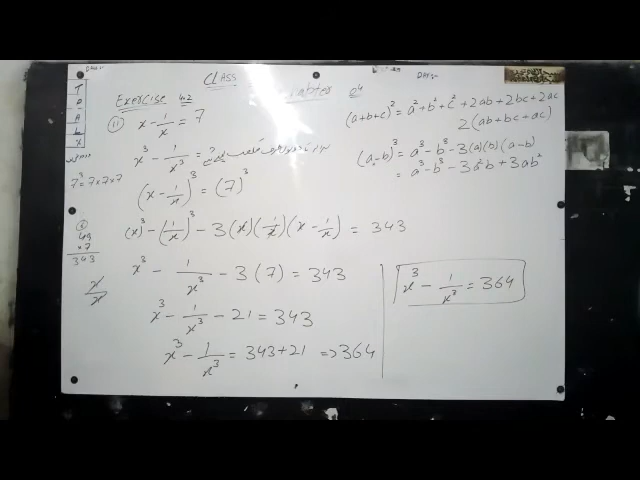 CLASS
Exercise 4.2
(ii) x - 1/x = 7
x³ - 1/x³ = ?
(x - 1/x)³ = (7)³
(x)³ - (1/x)³ - 3(x)(1/x)(x - 1/x) = 343
x³ - 1/x³ - 3(7) = 343
x³ - 1/x³ - 21 = 343
x³ - 1/x³ = 343 + 21 => 364
7³ = 7×7×7
49
×7
343
x/x
(a+b+c)² = a² + b² + c² + 2ab + 2bc + 2ac
2(ab+bc+ac)
(a-b)³ = a³ - b³ - 3(a)(b)(a-b)
= a³ - b³ - 3a²b + 3ab²
x³ - 1/x³ = 364